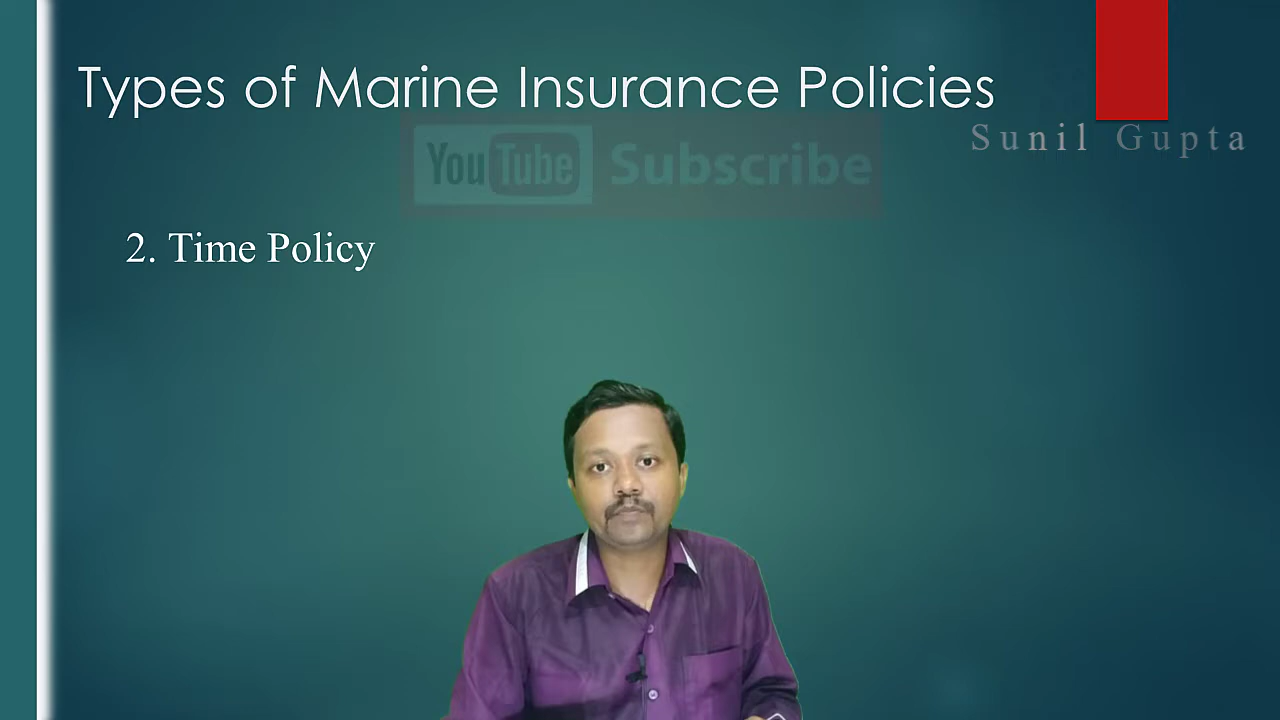 Types of Marine Insurance Policies
Sunil Gupta
YouTube Subscribe
2. Time Policy